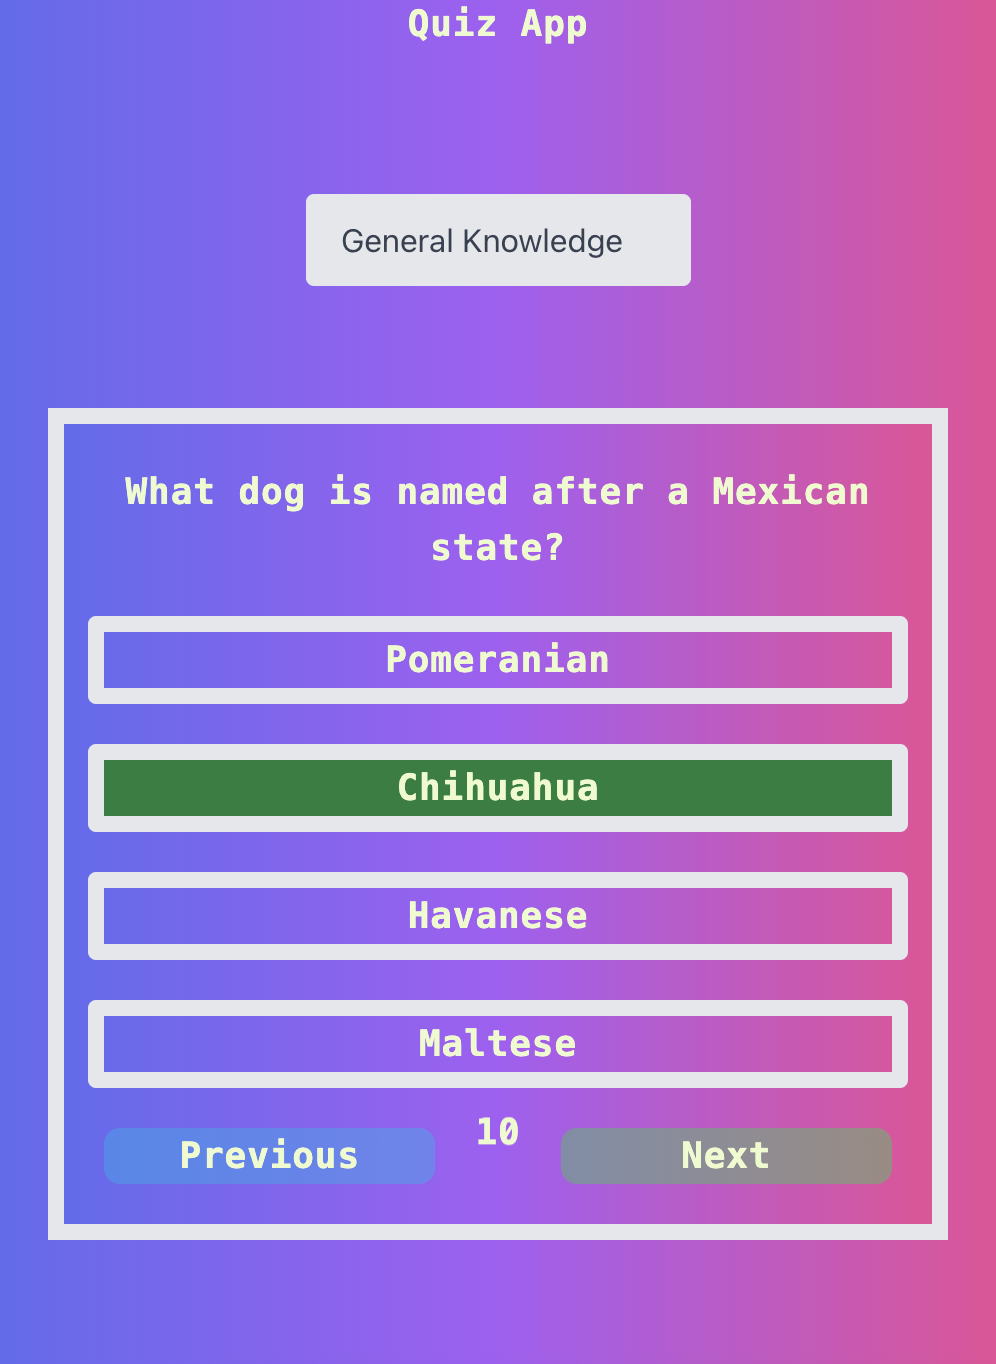 Quiz App
General Knowledge
What dog is named after a Mexican
state?
Pomeranian
Chihuahua
Havanese
Maltese
Previous
10
Next